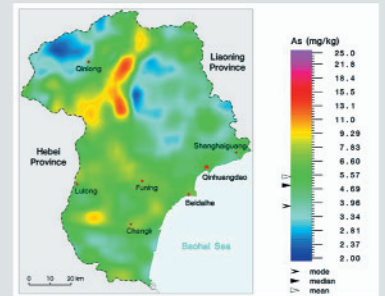 Liaoning
Province
As (mg/kg)
Qinlong
25.0
21.8
18.4
15.5
13.1
11.0
9.29
7.83
6.60
5.57
4.69
3.96
3.34
2.81
2.37
2.00
Shanhaiguan
Hebei
Province
Qinhuangdao
Lulong
Funing
Beidaihe
Changli
Baohai Sea
0 10 20 km
mode
median
mean